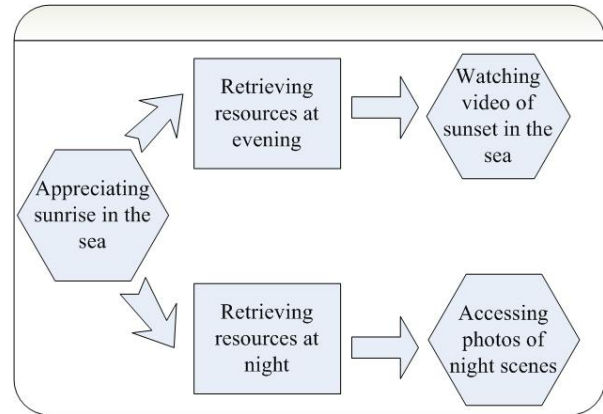 Appreciating
sunrise in the
sea
Retrieving
resources at
evening
Watching
video of
sunset in the
sea
Retrieving
resources at
night
Accessing
photos of
night scenes